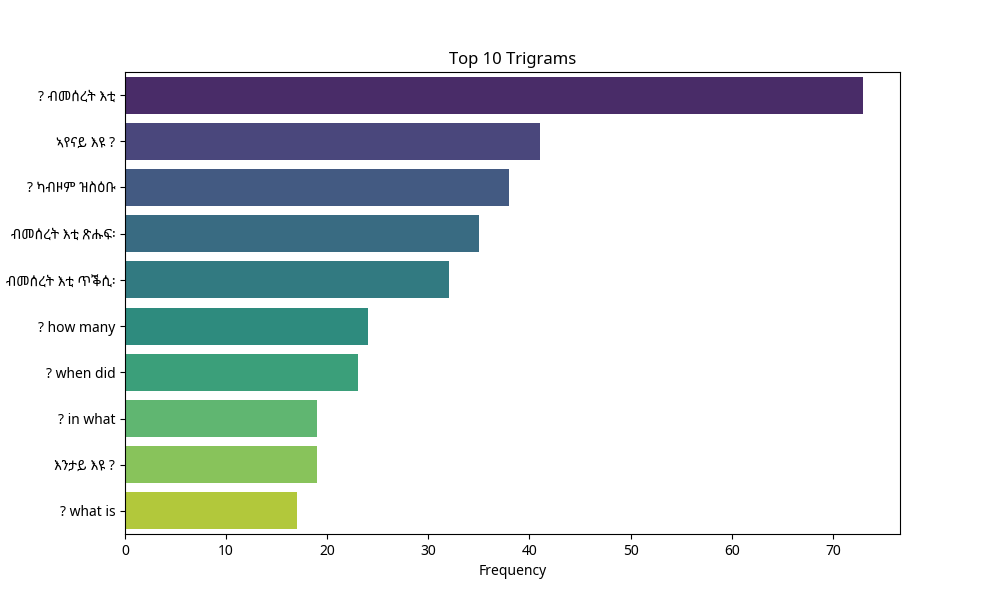 Top 10 Trigrams
? ብመሰረት እቲ
ኣየናይ እዩ ?
? ካብዞም ዝስዕቡ
ብመሰረት እቲ ጽሑፍ፡
ብመሰረት እቲ ጥቕሲ፡
? how many
? when did
? in what
እንታይ እዩ ?
? what is
0 10 20 30 40 50 60 70
Frequency